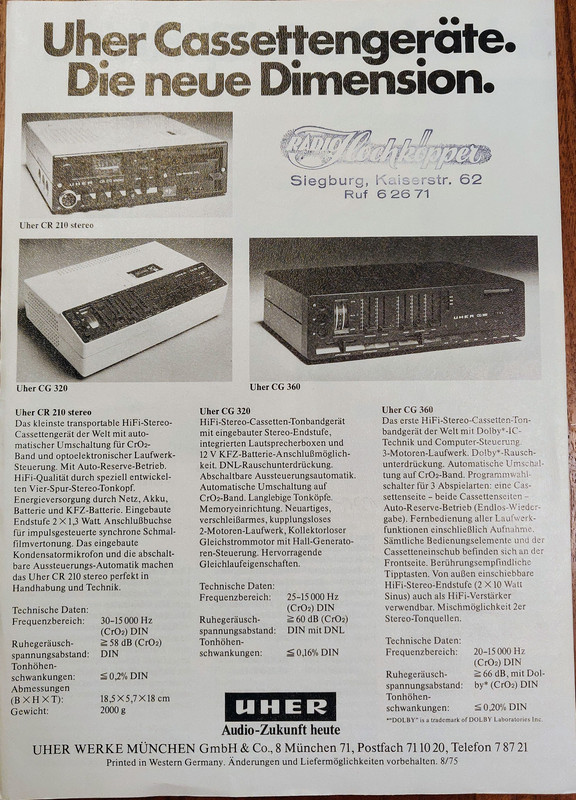 Uher Cassettengeräte.
Die neue Dimension.
RADIO Hochköpper
Siegburg, Kaiserstr. 62
Ruf 6 26 71
UHER
Uher CR 210 stereo
UHER CG 360
Uher CG 320
Uher CG 360
Uher CR 210 stereo
Das kleinste transportable HiFi-Stereo-
Cassettengerät der Welt mit auto-
matischer Umschaltung für CrO₂-
Band und optoelektronischer Laufwerk-
Steuerung. Mit Auto-Reserve-Betrieb.
HiFi-Qualität durch speziell entwickel-
ten Vier-Spur-Stereo-Tonkopf.
Energieversorgung durch Netz, Akku,
Batterie und KFZ-Batterie. Eingebaute
Endstufe 2 × 1,3 Watt. Anschlußbuchse
für impulsgesteuerte synchrone Schmal-
filmvertonung. Das eingebaute
Kondensatormikrofon und die abschalt-
bare Aussteuerungs-Automatik machen
das Uher CR 210 stereo perfekt in
Handhabung und Technik.
Technische Daten:
Frequenzbereich: 30–15 000 Hz
(CrO₂) DIN
Ruhegeräusch- ≧ 58 dB (CrO₂)
spannungsabstand: DIN
Tonhöhen-
schwankungen: ≦ 0,2% DIN
Abmessungen
(B × H × T): 18,5 × 5,7 × 18 cm
Gewicht: 2000 g
Uher CG 320
HiFi-Stereo-Cassetten-Tonbandgerät
mit eingebauter Stereo-Endstufe,
integrierten Lautsprecherboxen und
12 V KFZ-Batterie-Anschlußmöglich-
keit. DNL-Rauschunterdrückung.
Abschaltbare Aussteuerungsautomatik.
Automatische Umschaltung auf
CrO₂-Band. Langlebige Tonköpfe.
Memoryeinrichtung. Neuartiges,
verschleißarmes, kupplungsloses
2-Motoren-Laufwerk, Kollektorloser
Gleichstrommotor mit Hall-Generato-
ren-Steuerung. Hervorragende
Gleichlaufeigenschaften.
Technische Daten:
Frequenzbereich: 25–15 000 Hz
(CrO₂) DIN
Ruhegeräusch- ≧ 60 dB (CrO₂)
spannungsabstand: DIN mit DNL
Tonhöhen-
schwankungen: ≦ 0,16% DIN
Uher CG 360
Das erste HiFi-Stereo-Cassetten-Ton-
bandgerät der Welt mit Dolby*-IC-
Technik und Computer-Steuerung.
3-Motoren-Laufwerk. Dolby*-Rausch-
unterdrückung. Automatische Umschal-
tung auf CrO₂-Band. Programmwahl-
schalter für 3 Abspielarten: eine Cas-
settenseite – beide Cassettenseiten –
Auto-Reserve-Betrieb (Endlos-Wieder-
gabe). Fernbedienung aller Laufwerk-
funktionen einschließlich Aufnahme.
Sämtliche Bedienungselemente und der
Cassetteneinschub befinden sich an der
Frontseite. Berührungsempfindliche
Tipptasten. Von außen einschiebbare
HiFi-Stereo-Endstufe (2 × 10 Watt
Sinus) auch als HiFi-Verstärker
verwendbar. Mischmöglichkeit 2er
Stereo-Tonquellen.
Technische Daten:
Frequenzbereich: 20–15 000 Hz
(CrO₂) DIN
Ruhegeräusch- ≧ 66 dB, mit Dol-
spannungsabstand: by* (CrO₂) DIN
Tonhöhen-
schwankungen: ≦ 0,20% DIN
*"DOLBY" is a trademark of DOLBY Laboratories Inc.
UHER
Audio-Zukunft heute
UHER WERKE MÜNCHEN GmbH & Co., 8 München 71, Postfach 71 10 20, Telefon 7 87 21
Printed in Western Germany. Änderungen und Liefermöglichkeiten vorbehalten. 8/75